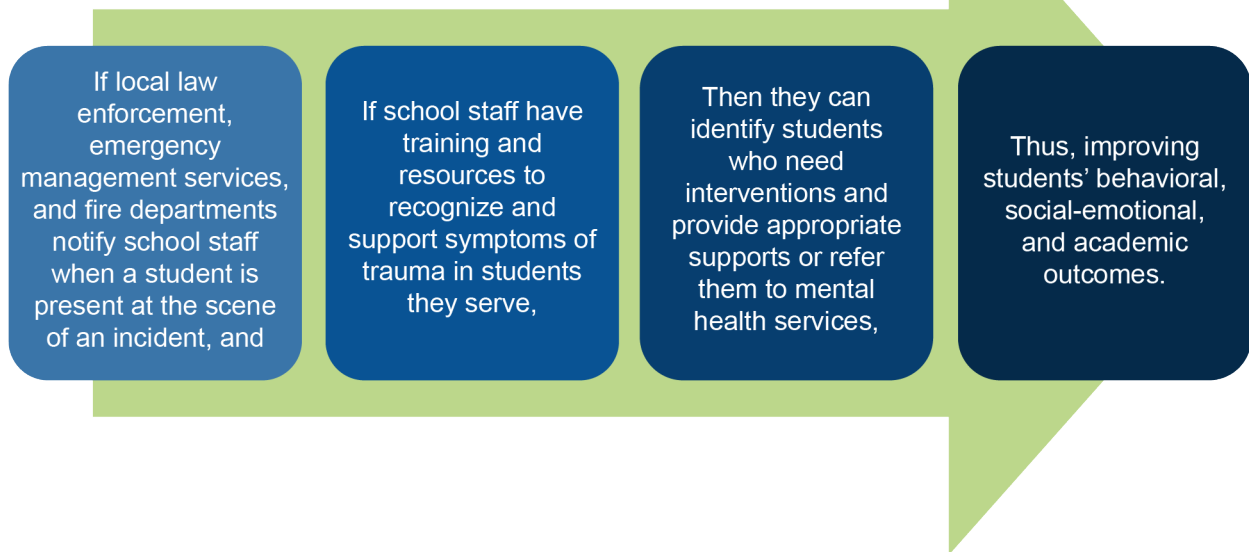 If local law
enforcement,
emergency
management services,
and fire departments
notify school staff
when a student is
present at the scene
of an incident, and
If school staff have
training and
resources to
recognize and
support symptoms of
trauma in students
they serve,
Then they can
identify students
who need
interventions and
provide appropriate
supports or refer
them to mental
health services,
Thus, improving
students’ behavioral,
social-emotional,
and academic
outcomes.